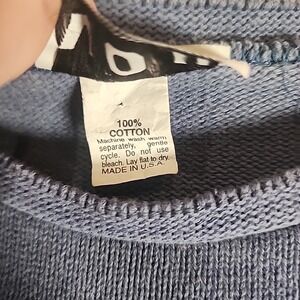 100%
COTTON
Machine wash warm
separately, gentle
cycle. Do not use
bleach. Lay flat to dry.
MADE IN U.S.A.